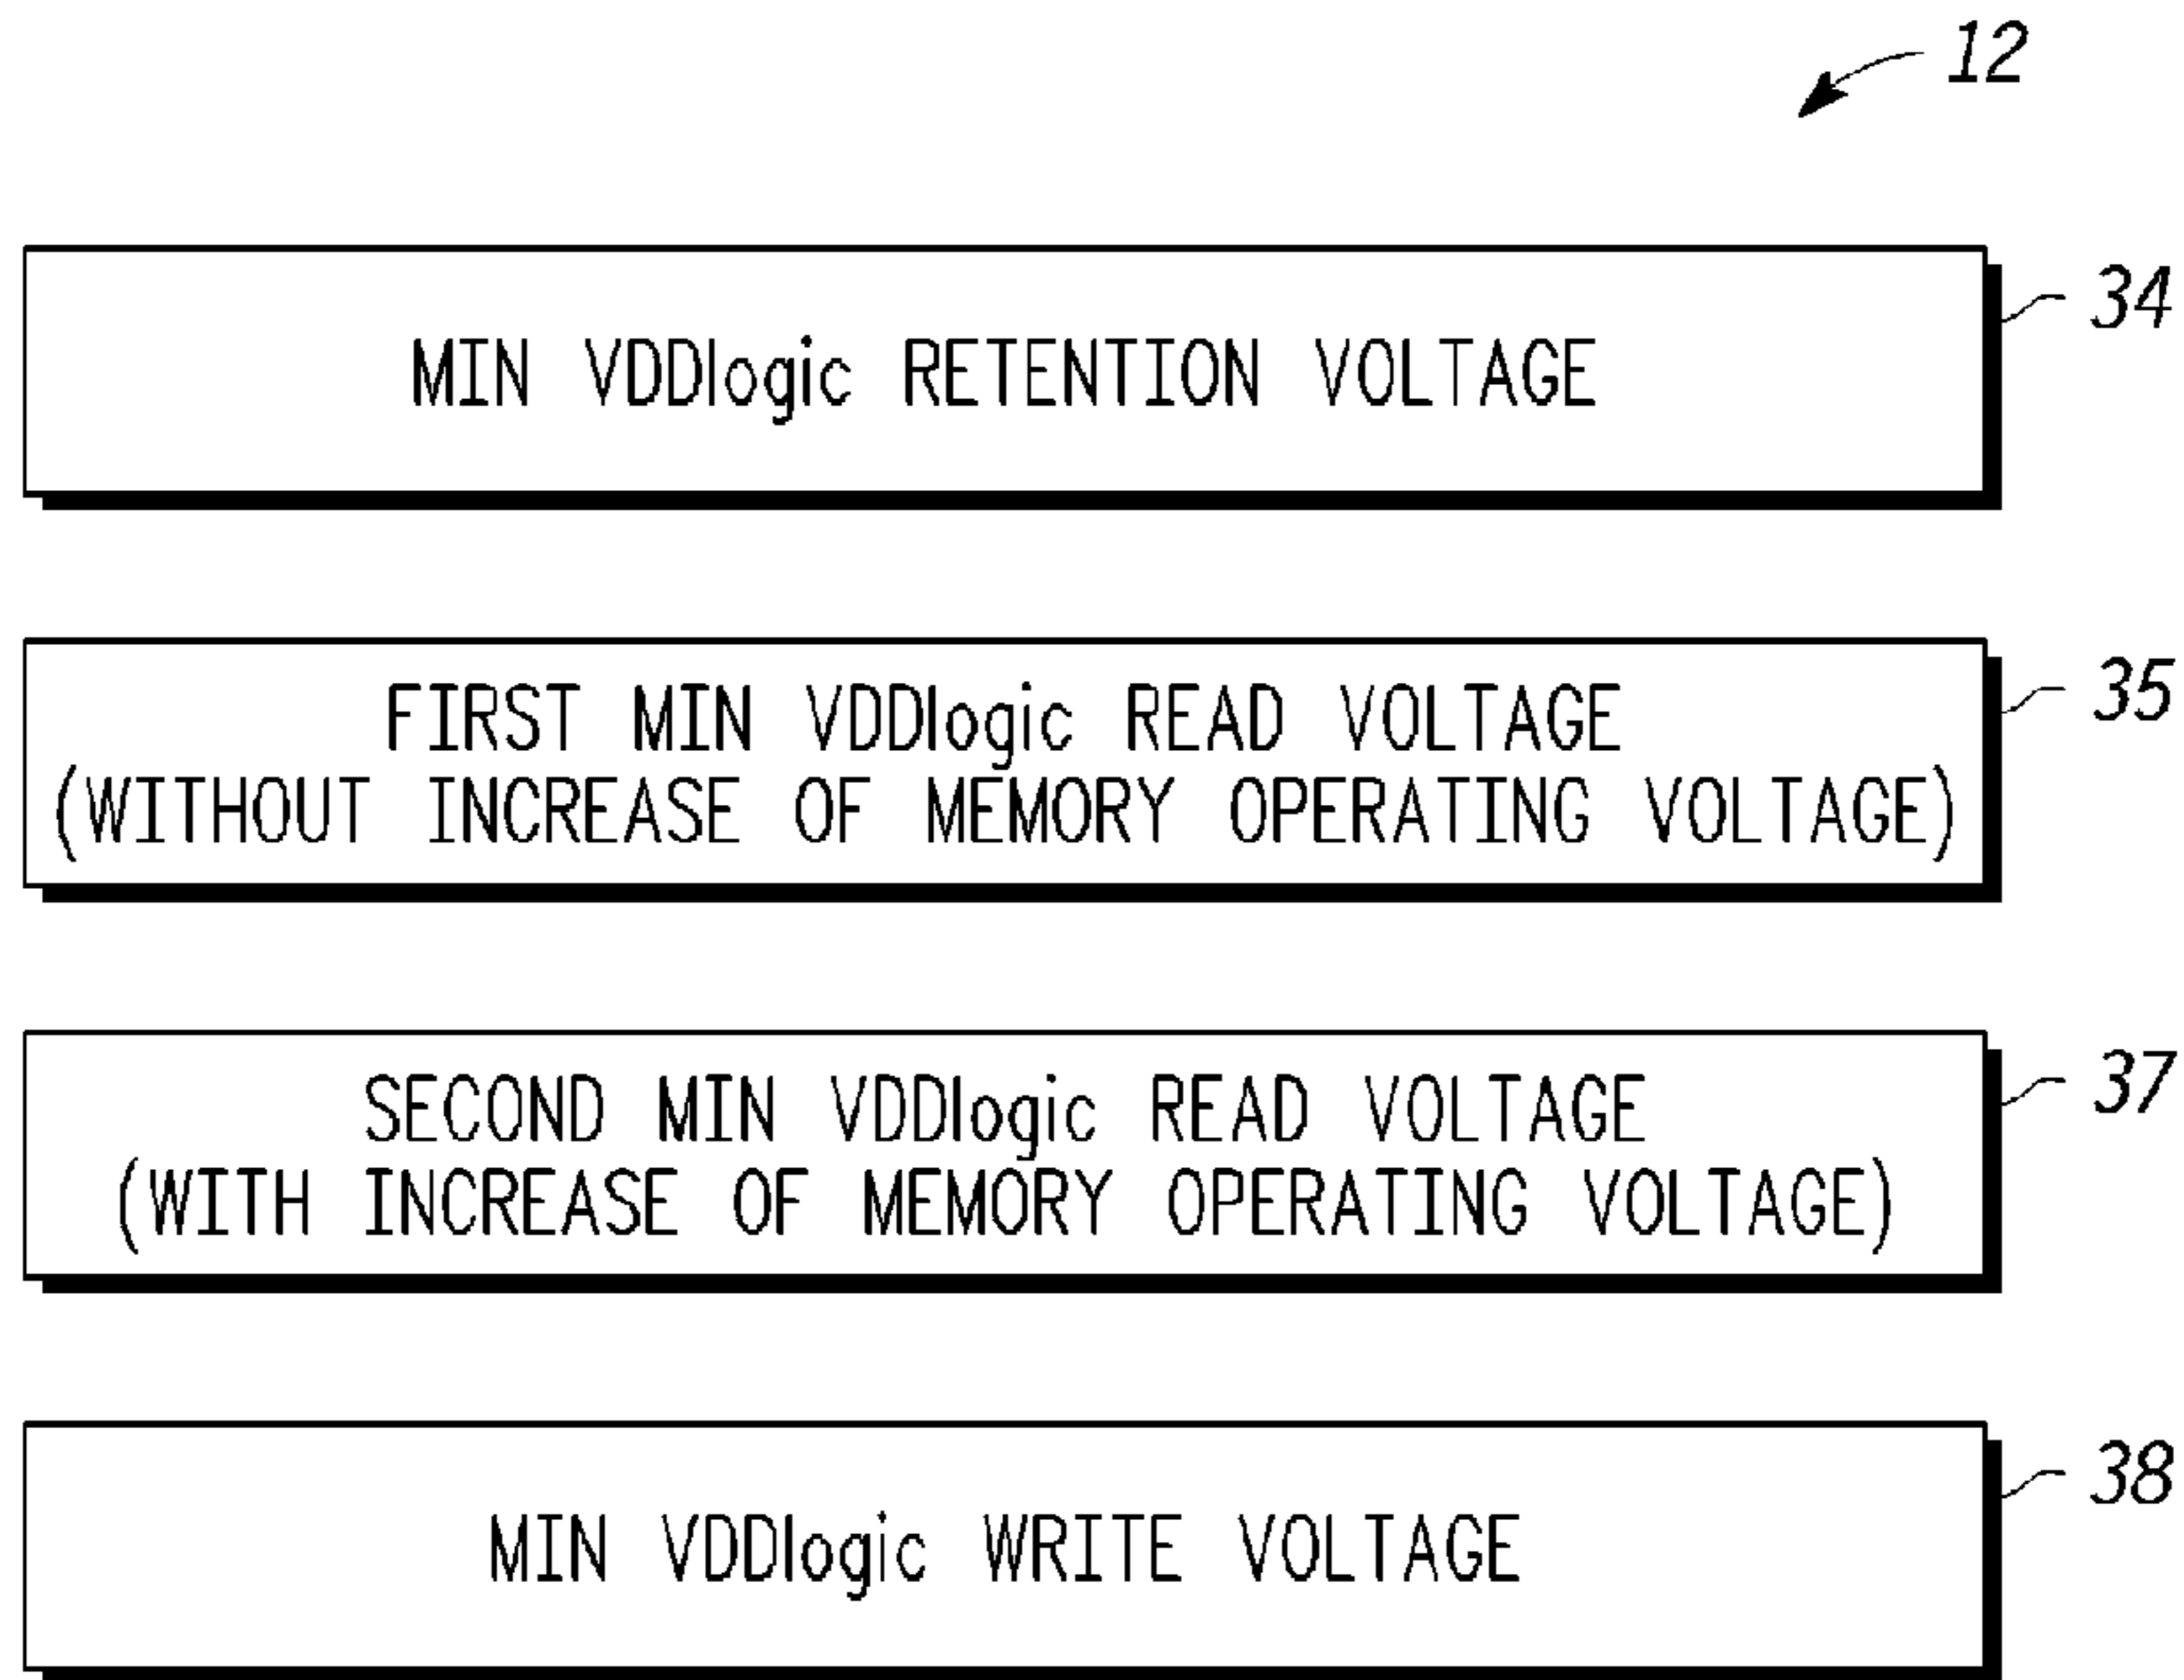 12
MIN VDDlogic RETENTION VOLTAGE
34
FIRST MIN VDDlogic READ VOLTAGE
(WITHOUT INCREASE OF MEMORY OPERATING VOLTAGE)
35
SECOND MIN VDDlogic READ VOLTAGE
(WITH INCREASE OF MEMORY OPERATING VOLTAGE)
37
MIN VDDlogic WRITE VOLTAGE
38